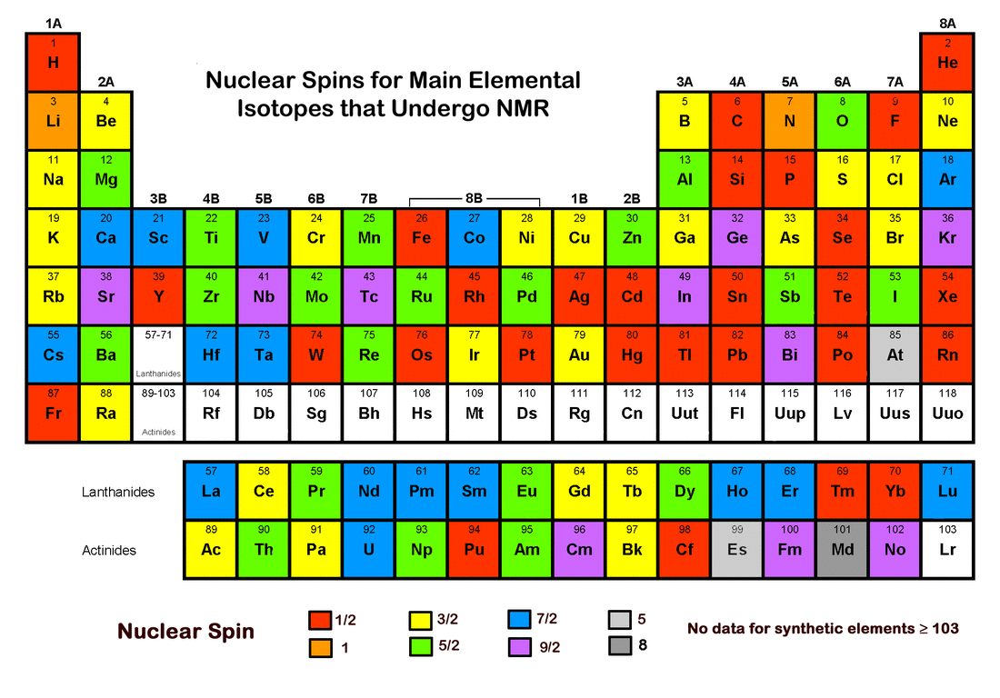 1A 8A
1 2
H He
2A 3A 4A 5A 6A 7A
Nuclear Spins for Main Elemental
Isotopes that Undergo NMR
3 4 5 6 7 8 9 10
Li Be B C N O F Ne
11 12 13 14 15 16 17 18
Na Mg Al Si P S Cl Ar
3B 4B 5B 6B 7B 8B 1B 2B
19 20 21 22 23 24 25 26 27 28 29 30 31 32 33 34 35 36
K Ca Sc Ti V Cr Mn Fe Co Ni Cu Zn Ga Ge As Se Br Kr
37 38 39 40 41 42 43 44 45 46 47 48 49 50 51 52 53 54
Rb Sr Y Zr Nb Mo Tc Ru Rh Pd Ag Cd In Sn Sb Te I Xe
55 56 57-71 72 73 74 75 76 77 78 79 80 81 82 83 84 85 86
Cs Ba Hf Ta W Re Os Ir Pt Au Hg Tl Pb Bi Po At Rn
Lanthanides
87 88 89-103 104 105 106 107 108 109 110 111 112 113 114 115 116 117 118
Fr Ra Rf Db Sg Bh Hs Mt Ds Rg Cn Uut Fl Uup Lv Uus Uuo
Actinides
57 58 59 60 61 62 63 64 65 66 67 68 69 70 71
Lanthanides La Ce Pr Nd Pm Sm Eu Gd Tb Dy Ho Er Tm Yb Lu
89 90 91 92 93 94 95 96 97 98 99 100 101 102 103
Actinides Ac Th Pa U Np Pu Am Cm Bk Cf Es Fm Md No Lr
Nuclear Spin
1/2 3/2 7/2 5
1 5/2 9/2 8
No data for synthetic elements ≥ 103